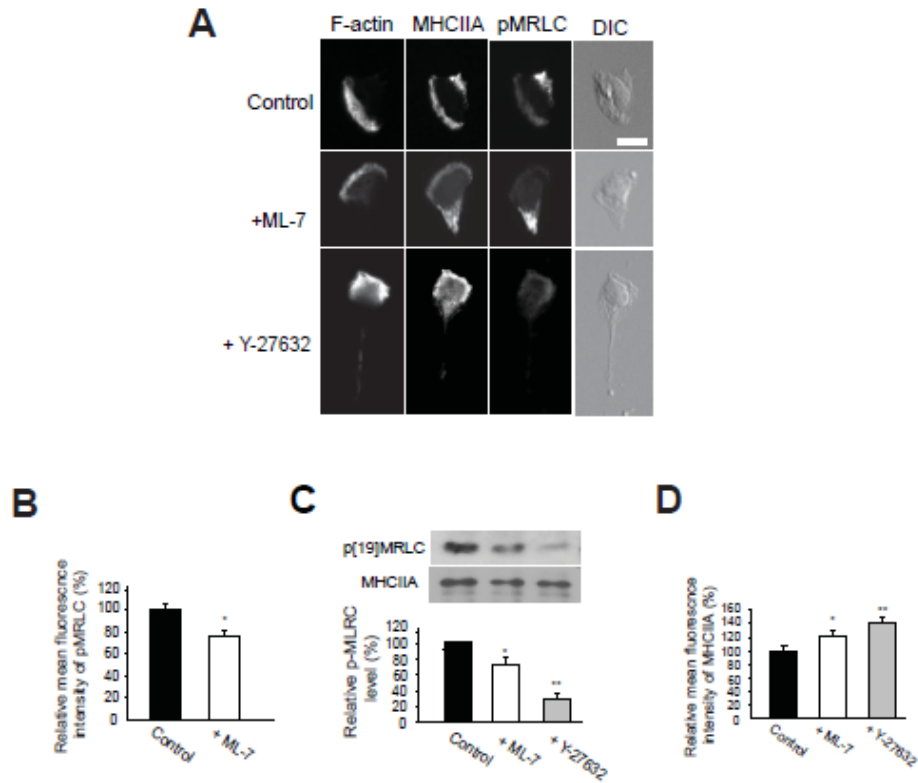 A
F-actin MHCIIA pMRLC DIC
Control
+ML-7
+ Y-27632
B
Relative mean fluorescnce
intensity of pMRLC (%)
120
100
80
60
40
20
0
Control
+ ML-7
*
C
p[19]MRLC
MHCIIA
Relative p-MLRC
level (%)
100
80
60
40
20
0
Control
+ ML-7
+ Y-27632
*
**
D
Relative mean fluorescnce
intensity of MHCIIA (%)
160
140
120
100
80
60
40
20
0
Control
+ ML-7
+ Y-27632
*
**